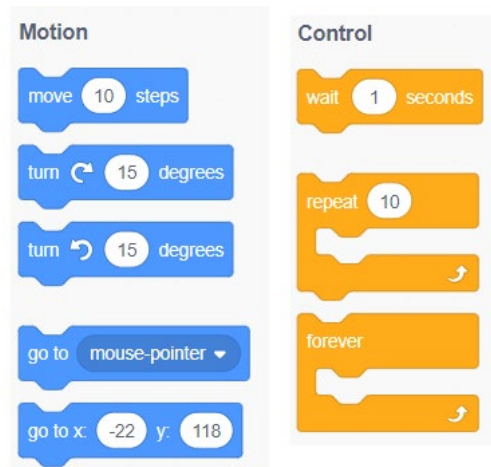 Motion
move 10 steps
turn 15 degrees
turn 15 degrees
go to mouse-pointer
go to x: -22 y: 118
Control
wait 1 seconds
repeat 10
forever